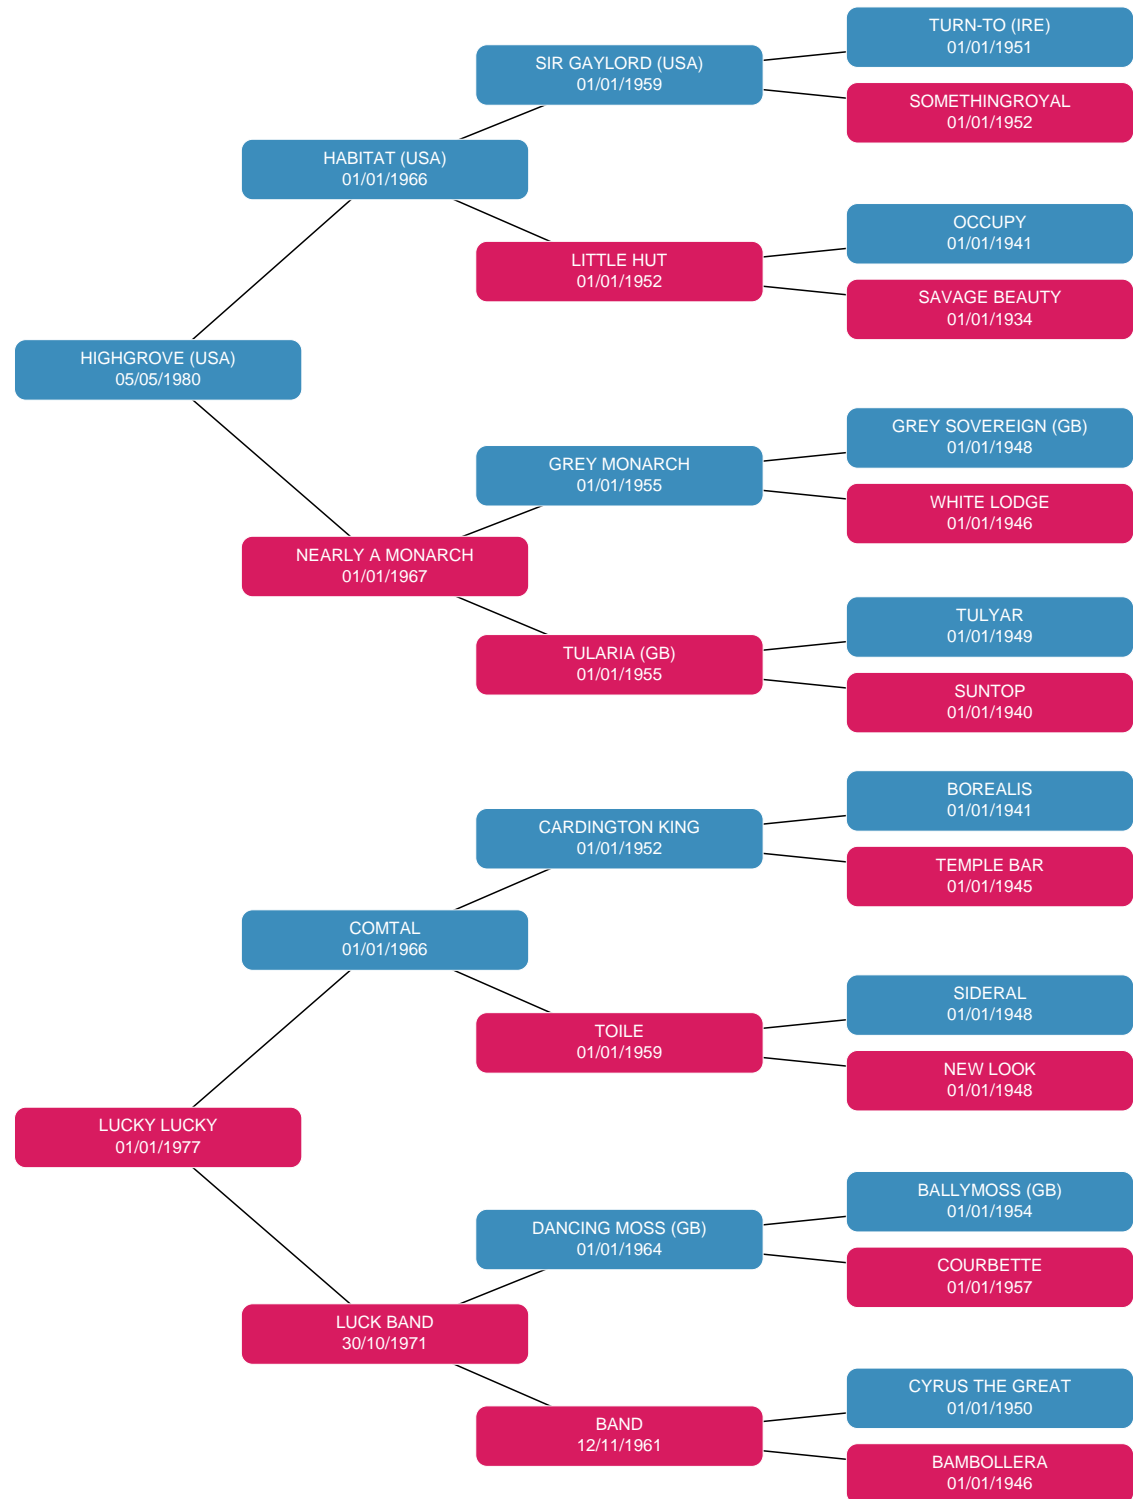 TURN-TO (IRE)
01/01/1951
SIR GAYLORD (USA)
01/01/1959
SOMETHINGROYAL
01/01/1952
HABITAT (USA)
01/01/1966
OCCUPY
01/01/1941
LITTLE HUT
01/01/1952
SAVAGE BEAUTY
01/01/1934
HIGHGROVE (USA)
05/05/1980
GREY SOVEREIGN (GB)
01/01/1948
GREY MONARCH
01/01/1955
WHITE LODGE
01/01/1946
NEARLY A MONARCH
01/01/1967
TULYAR
01/01/1949
TULARIA (GB)
01/01/1955
SUNTOP
01/01/1940
BOREALIS
01/01/1941
CARDINGTON KING
01/01/1952
TEMPLE BAR
01/01/1945
COMTAL
01/01/1966
SIDERAL
01/01/1948
TOILE
01/01/1959
NEW LOOK
01/01/1948
LUCKY LUCKY
01/01/1977
BALLYMOSS (GB)
01/01/1954
DANCING MOSS (GB)
01/01/1964
COURBETTE
01/01/1957
LUCK BAND
30/10/1971
CYRUS THE GREAT
01/01/1950
BAND
12/11/1961
BAMBOLLERA
01/01/1946